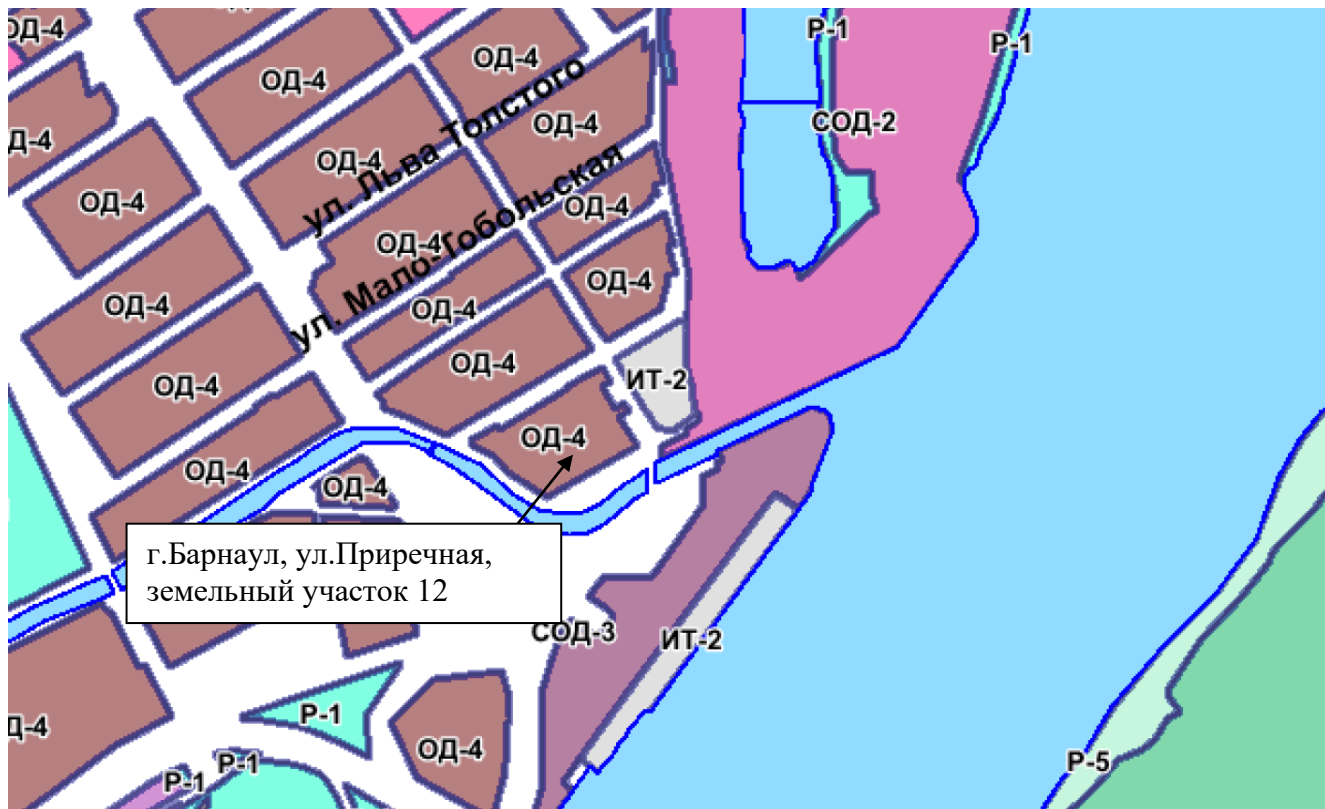 ОД-4
ОД-4
Р-1
Р-1
ОД-4
ОД-4
СОД-2
ОД-4
Д-4
ОД-4
ул. Льва Толстого
ОД-4
ОД-4
ОД-4
ул. Мало-Тобольская
ОД-4
ОД-4
ОД-4
ОД-4
ОД-4
ИТ-2
ОД-4
ОД-4
ОД-4
ОД-4
г.Барнаул, ул.Приречная,
земельный участок 12
СОД-3
ИТ-2
Р-1
Д-4
ОД-4
Р-1
Р-1
Р-5